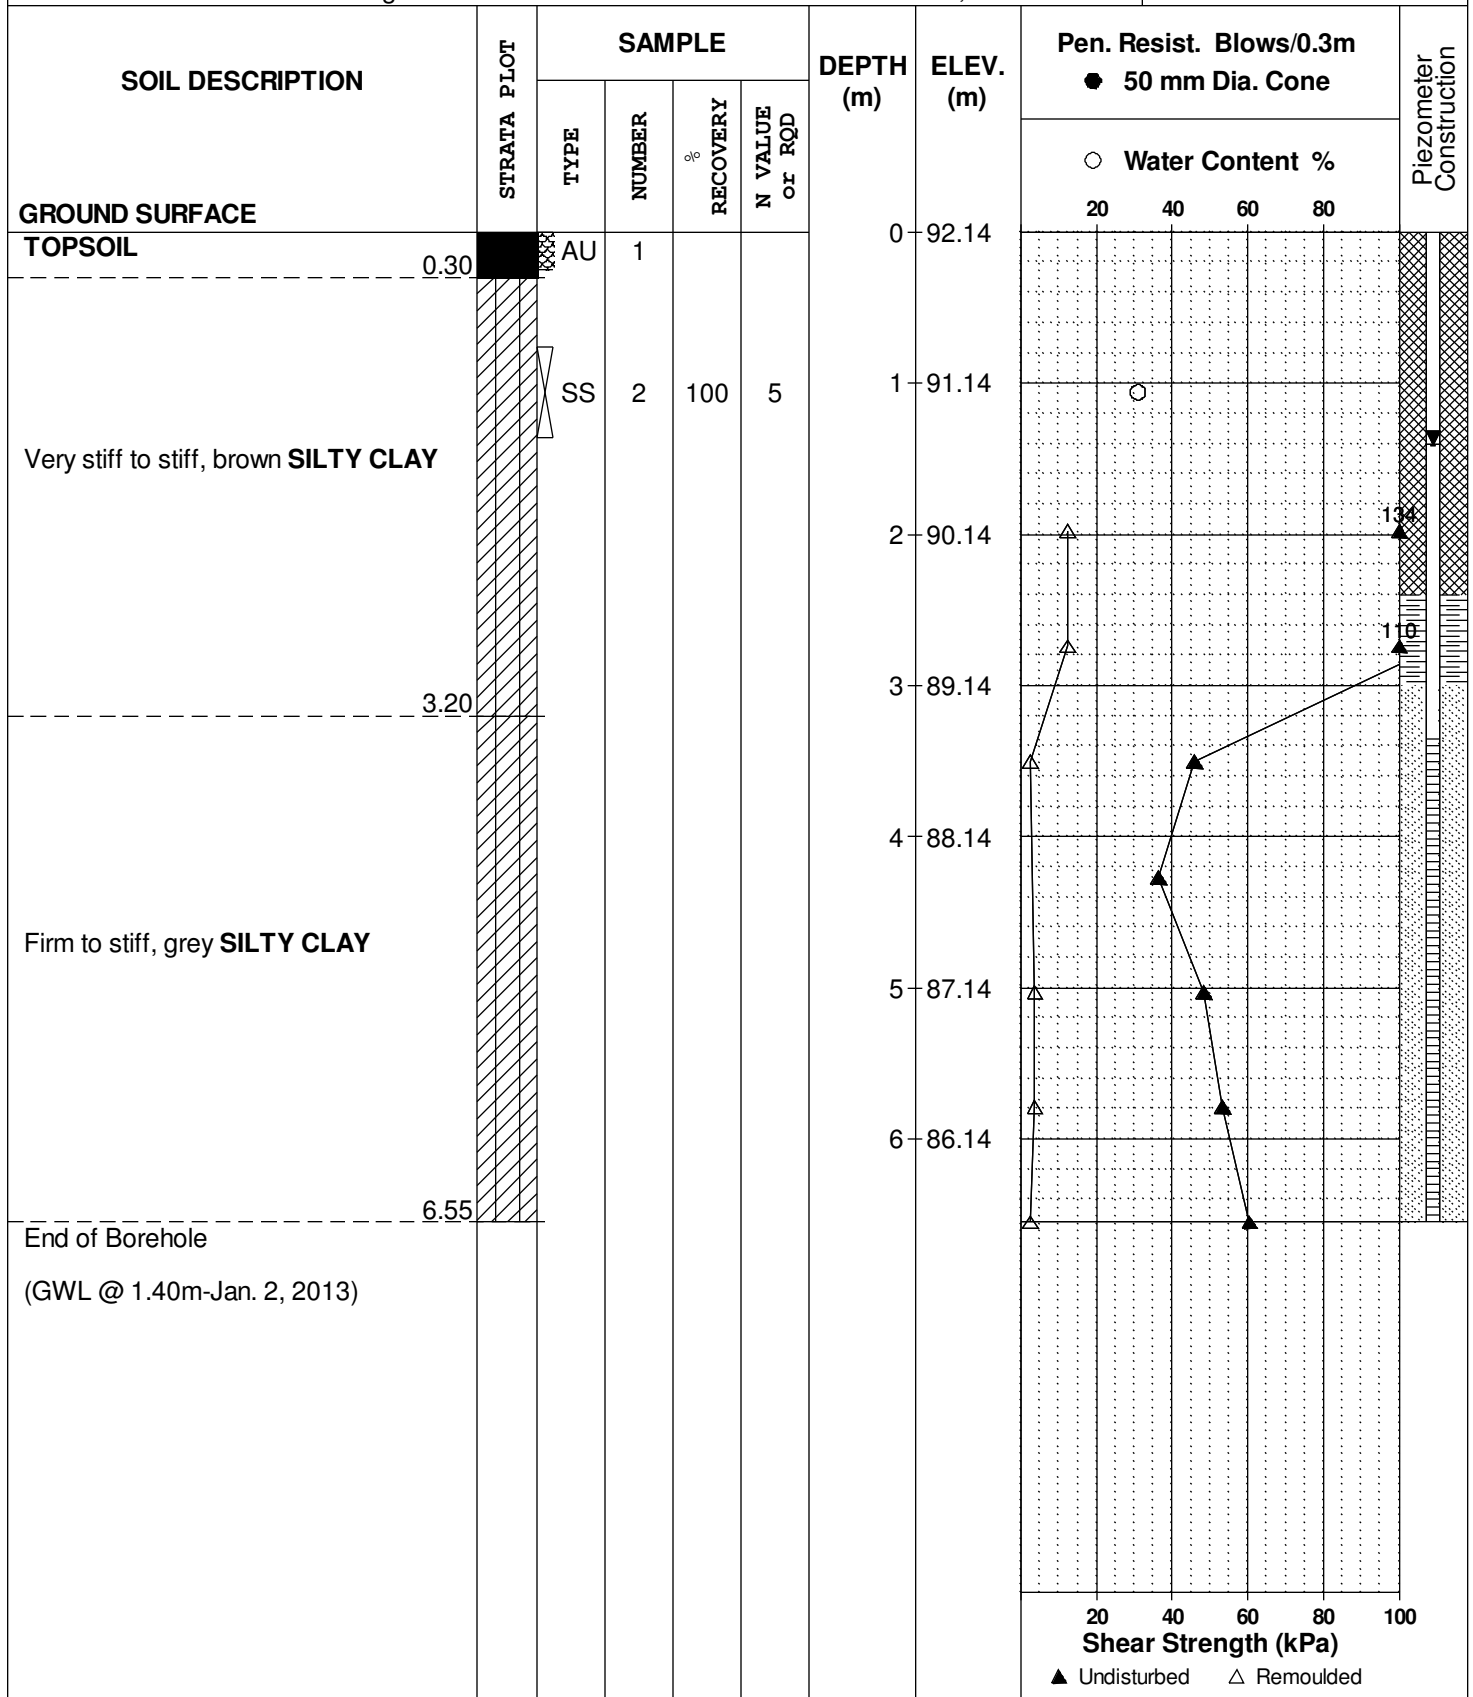 SOIL DESCRIPTION
GROUND SURFACE
STRATA PLOT
SAMPLE
TYPE
NUMBER
%
RECOVERY
N VALUE
or RQD
DEPTH
(m)
ELEV.
(m)
Pen. Resist. Blows/0.3m
● 50 mm Dia. Cone
○ Water Content %
20 40 60 80
Piezometer
Construction
TOPSOIL
0.30
AU 1
0 92.14
SS 2 100 5
1 91.14
Very stiff to stiff, brown SILTY CLAY
134
2 90.14
110
3 89.14
3.20
4 88.14
Firm to stiff, grey SILTY CLAY
5 87.14
6 86.14
6.55
End of Borehole
(GWL @ 1.40m-Jan. 2, 2013)
20 40 60 80 100
Shear Strength (kPa)
▲ Undisturbed △ Remoulded